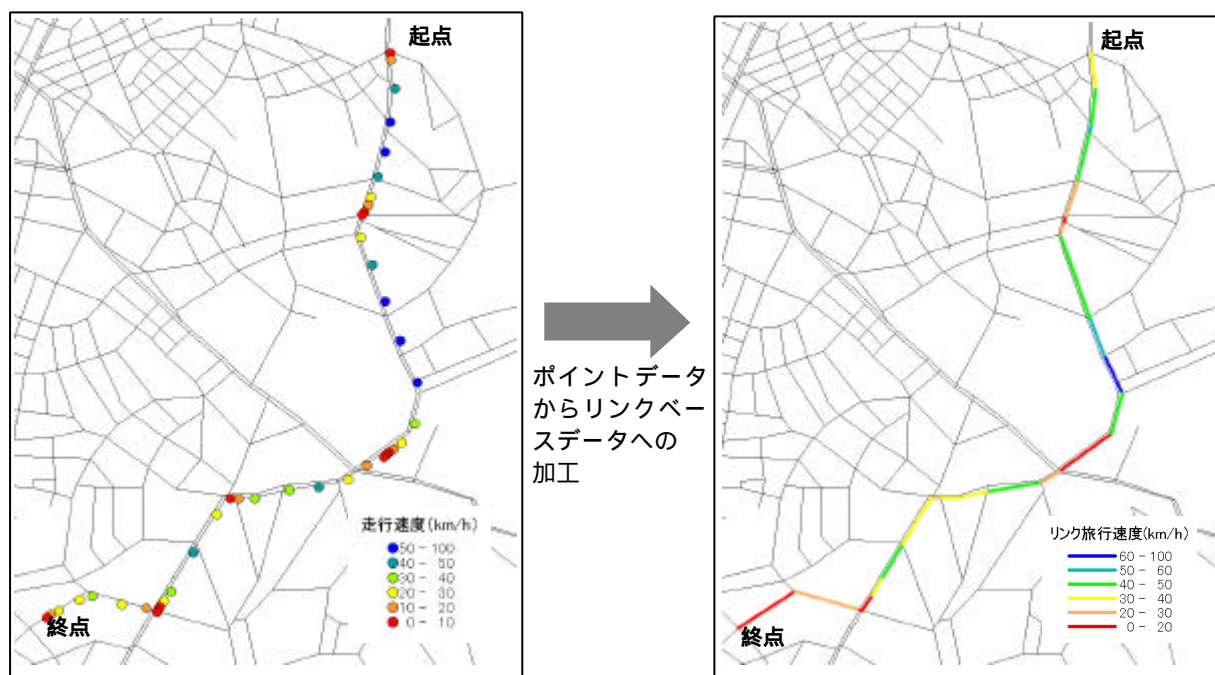 起点
終点
走行速度(km/h)
50 - 100
40 - 50
30 - 40
20 - 30
10 - 20
0 - 10
ポイントデータ
からリンクベー
スデータへの
加工
起点
終点
リンク旅行速度(km/h)
60 - 100
50 - 60
40 - 50
30 - 40
20 - 30
0 - 20